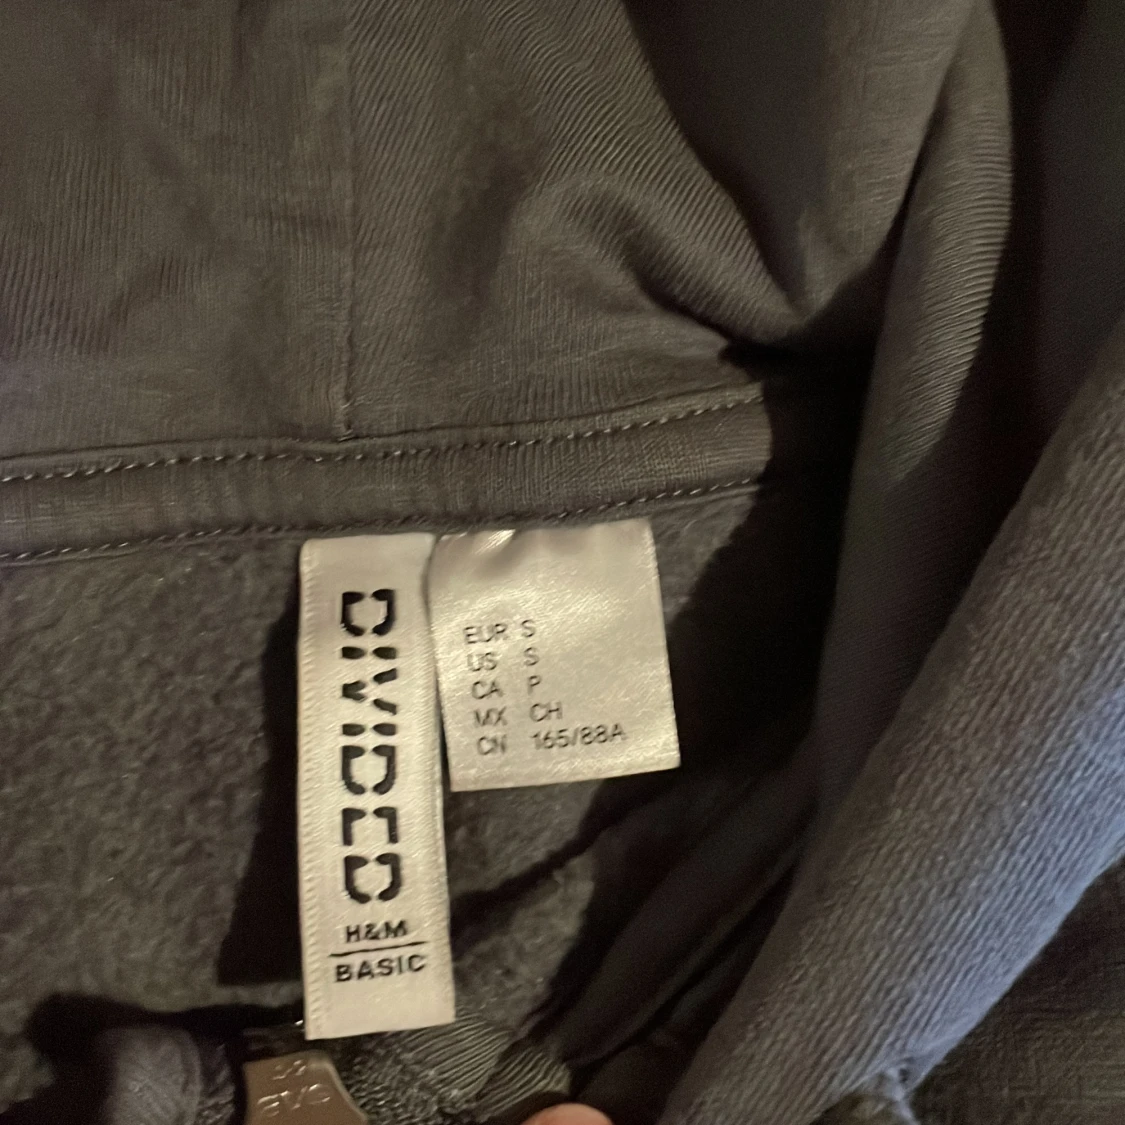 DIVIDED
H&M
BASIC
EUR S
US S
CA P
MX CH
CN 165/88A